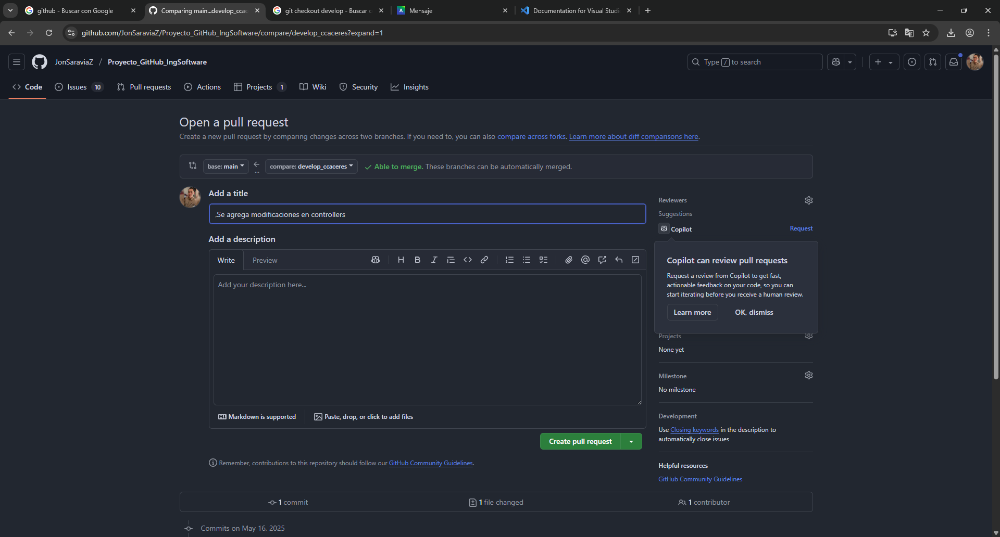 github - Buscar con Google
Comparing main...develop_ccac
git checkout develop - Buscar c
Mensaje
Documentation for Visual Studi
github.com/JonSaraviaZ/Proyecto_GitHub_IngSoftware/compare/develop_ccaceres?expand=1
JonSaraviaZ / Proyecto_GitHub_IngSoftware
Type / to search
Code
Issues 10
Pull requests
Actions
Projects 1
Wiki
Security
Insights
Open a pull request
Create a new pull request by comparing changes across two branches. If you need to, you can also compare across forks. Learn more about diff comparisons here.
base: main
...
compare: develop_ccaceres
Able to merge. These branches can be automatically merged.
Add a title
,Se agrega modificaciones en controllers
Add a description
Write
Preview
Add your description here...
Markdown is supported
Paste, drop, or click to add files
Create pull request
Remember, contributions to this repository should follow our GitHub Community Guidelines.
Reviewers
Suggestions
Copilot
Request
Copilot can review pull requests
Request a review from Copilot to get fast,
actionable feedback on your code, so you can
start iterating before you receive a human review.
Learn more
OK, dismiss
Projects
None yet
Milestone
No milestone
Development
Use Closing keywords in the description to
automatically close issues
Helpful resources
GitHub Community Guidelines
1 commit
1 file changed
1 contributor
Commits on May 16, 2025